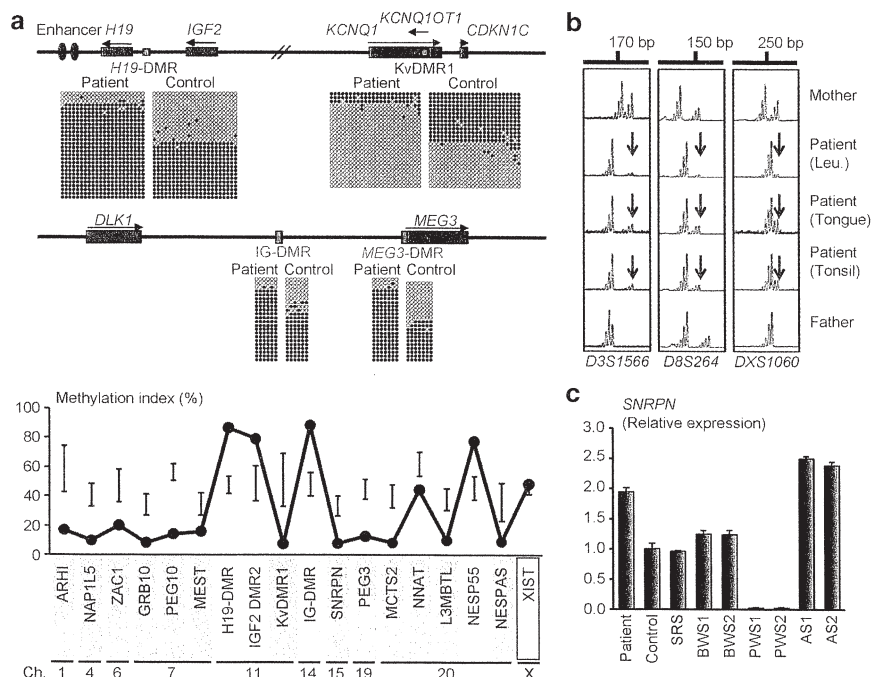 a
Enhancer H19 IGF2 KCNQ1 KCNQ1OT1 CDKN1C
H19-DMR KvDMR1
Patient Control Patient Control
DLK1 MEG3
IG-DMR MEG3-DMR
Patient Control Patient Control
Methylation index (%)
100
80
60
40
20
0
ARHI
NAP1L5
ZAC1
GRB10
PEG10
MEST
H19-DMR
IGF2 DMR2
KvDMR1
IG-DMR
SNRPN
PEG3
MCTS2
NNAT
L3MBTL
NESP55
NESPAS
XIST
Ch. 1 4 6 7 11 14 15 19 20 X
b
170 bp 150 bp 250 bp
Mother
Patient
(Leu.)
Patient
(Tongue)
Patient
(Tonsil)
Father
D3S1566 D8S264 DXS1060
c
SNRPN
(Relative expression)
3.0
2.5
2.0
1.5
1.0
0.5
0.0
Patient
Control
SRS
BWS1
BWS2
PWS1
PWS2
AS1
AS2